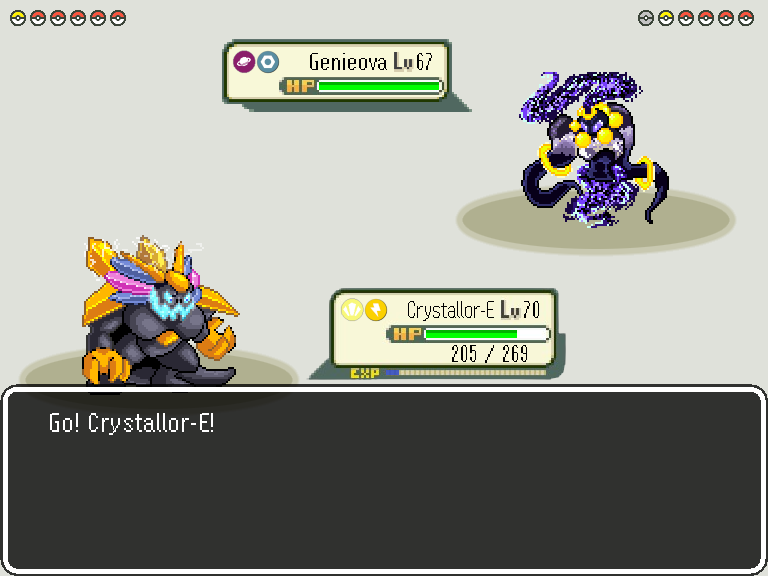 Genieova Lv67
HP
Crystallor-E Lv70
HP
205 / 269
EXP
Go! Crystallor-E!